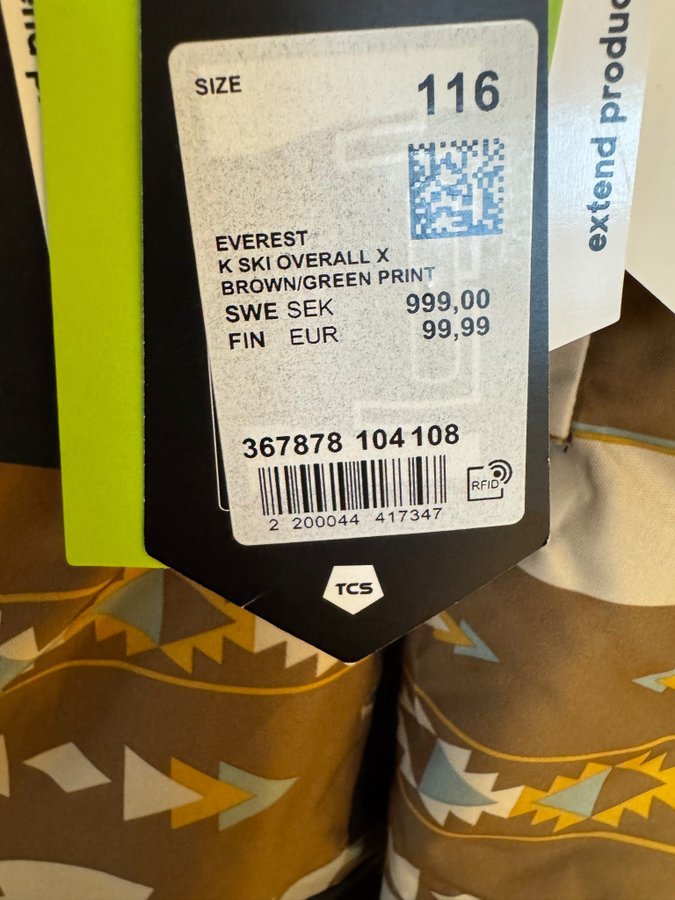 SIZE 116
EVEREST
K SKI OVERALL X
BROWN/GREEN PRINT
SWE SEK 999,00
FIN EUR 99,99
367878 104108
RFID
2 200044 417347
TCS
extend